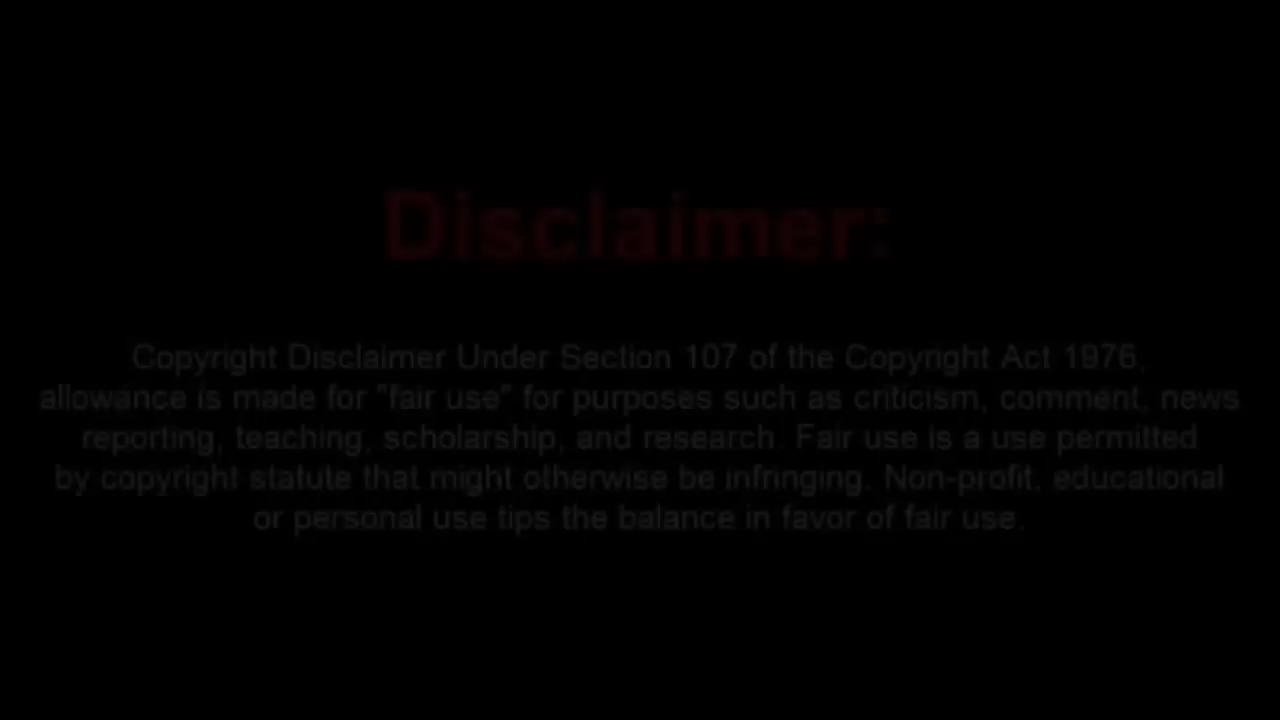 Disclaimer:
Copyright Disclaimer Under Section 107 of the Copyright Act 1976,
allowance is made for "fair use" for purposes such as criticism, comment, news
reporting, teaching, scholarship, and research. Fair use is a use permitted
by copyright statute that might otherwise be infringing. Non-profit, educational
or personal use tips the balance in favor of fair use.